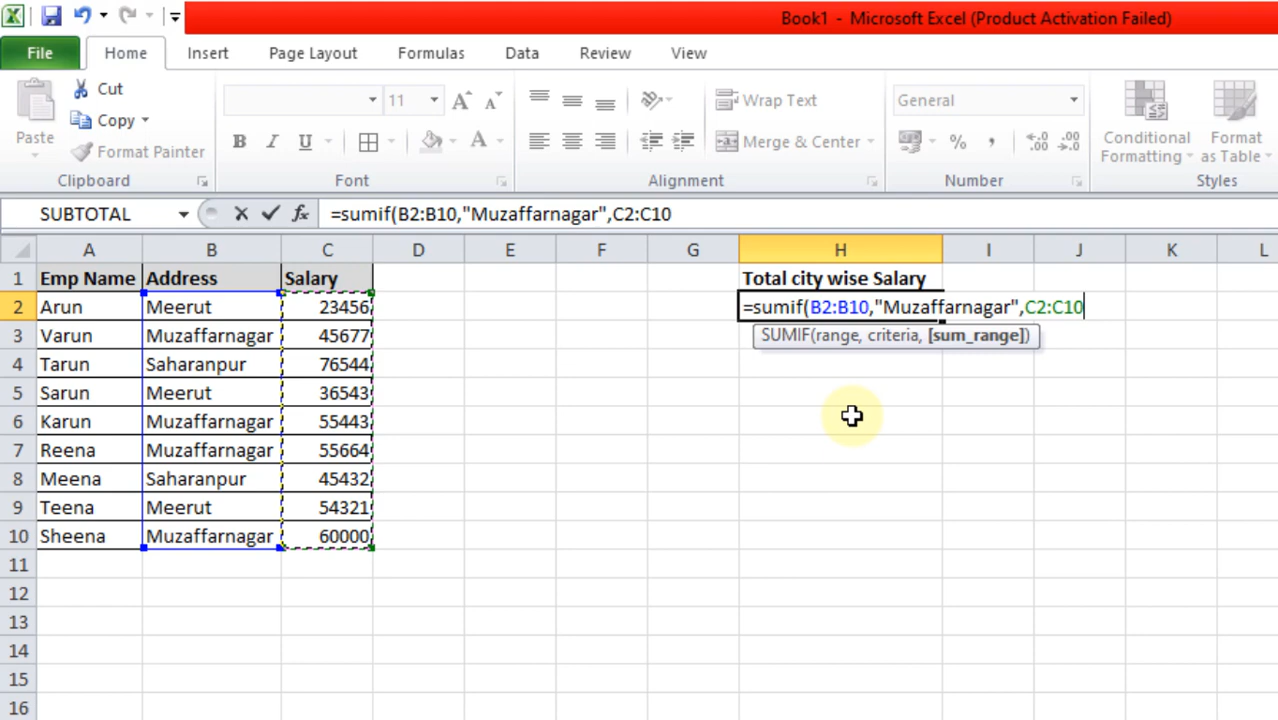 Book1 - Microsoft Excel (Product Activation Failed)
File Home Insert Page Layout Formulas Data Review View
Paste Cut Copy Format Painter
11
B I U A
Wrap Text
Merge & Center
General
%
Conditional Formatting
Format as Table
Clipboard Font Alignment Number Styles
SUBTOTAL fx =sumif(B2:B10,"Muzaffarnagar",C2:C10
A B C D E F G H I J K L
1 Emp Name Address Salary Total city wise Salary
2 Arun Meerut 23456 =sumif(B2:B10,"Muzaffarnagar",C2:C10
3 Varun Muzaffarnagar 45677 SUMIF(range, criteria, [sum_range])
4 Tarun Saharanpur 76544
5 Sarun Meerut 36543
6 Karun Muzaffarnagar 55443
7 Reena Muzaffarnagar 55664
8 Meena Saharanpur 45432
9 Teena Meerut 54321
10 Sheena Muzaffarnagar 60000
11
12
13
14
15
16